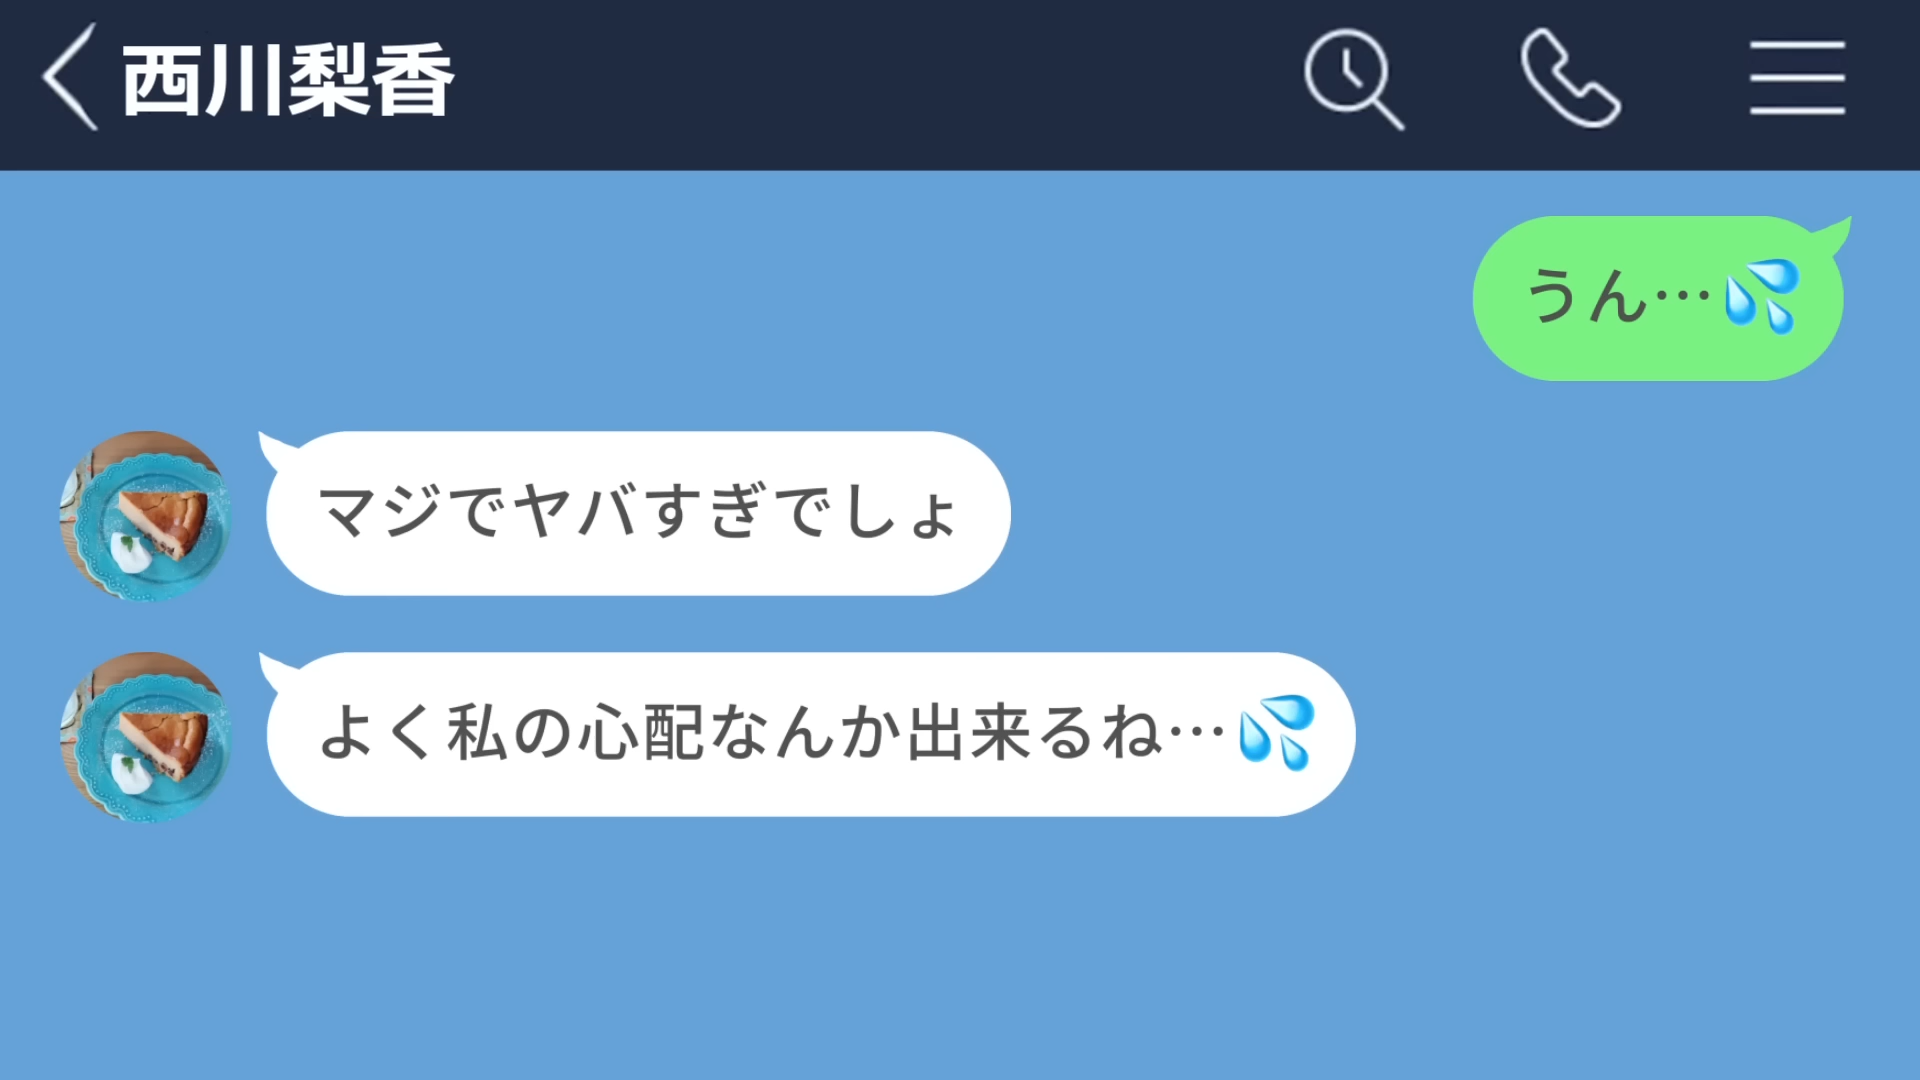 西川梨香
うん…💦
マジでヤバすぎでしょ
よく私の心配なんか出来るね…💦